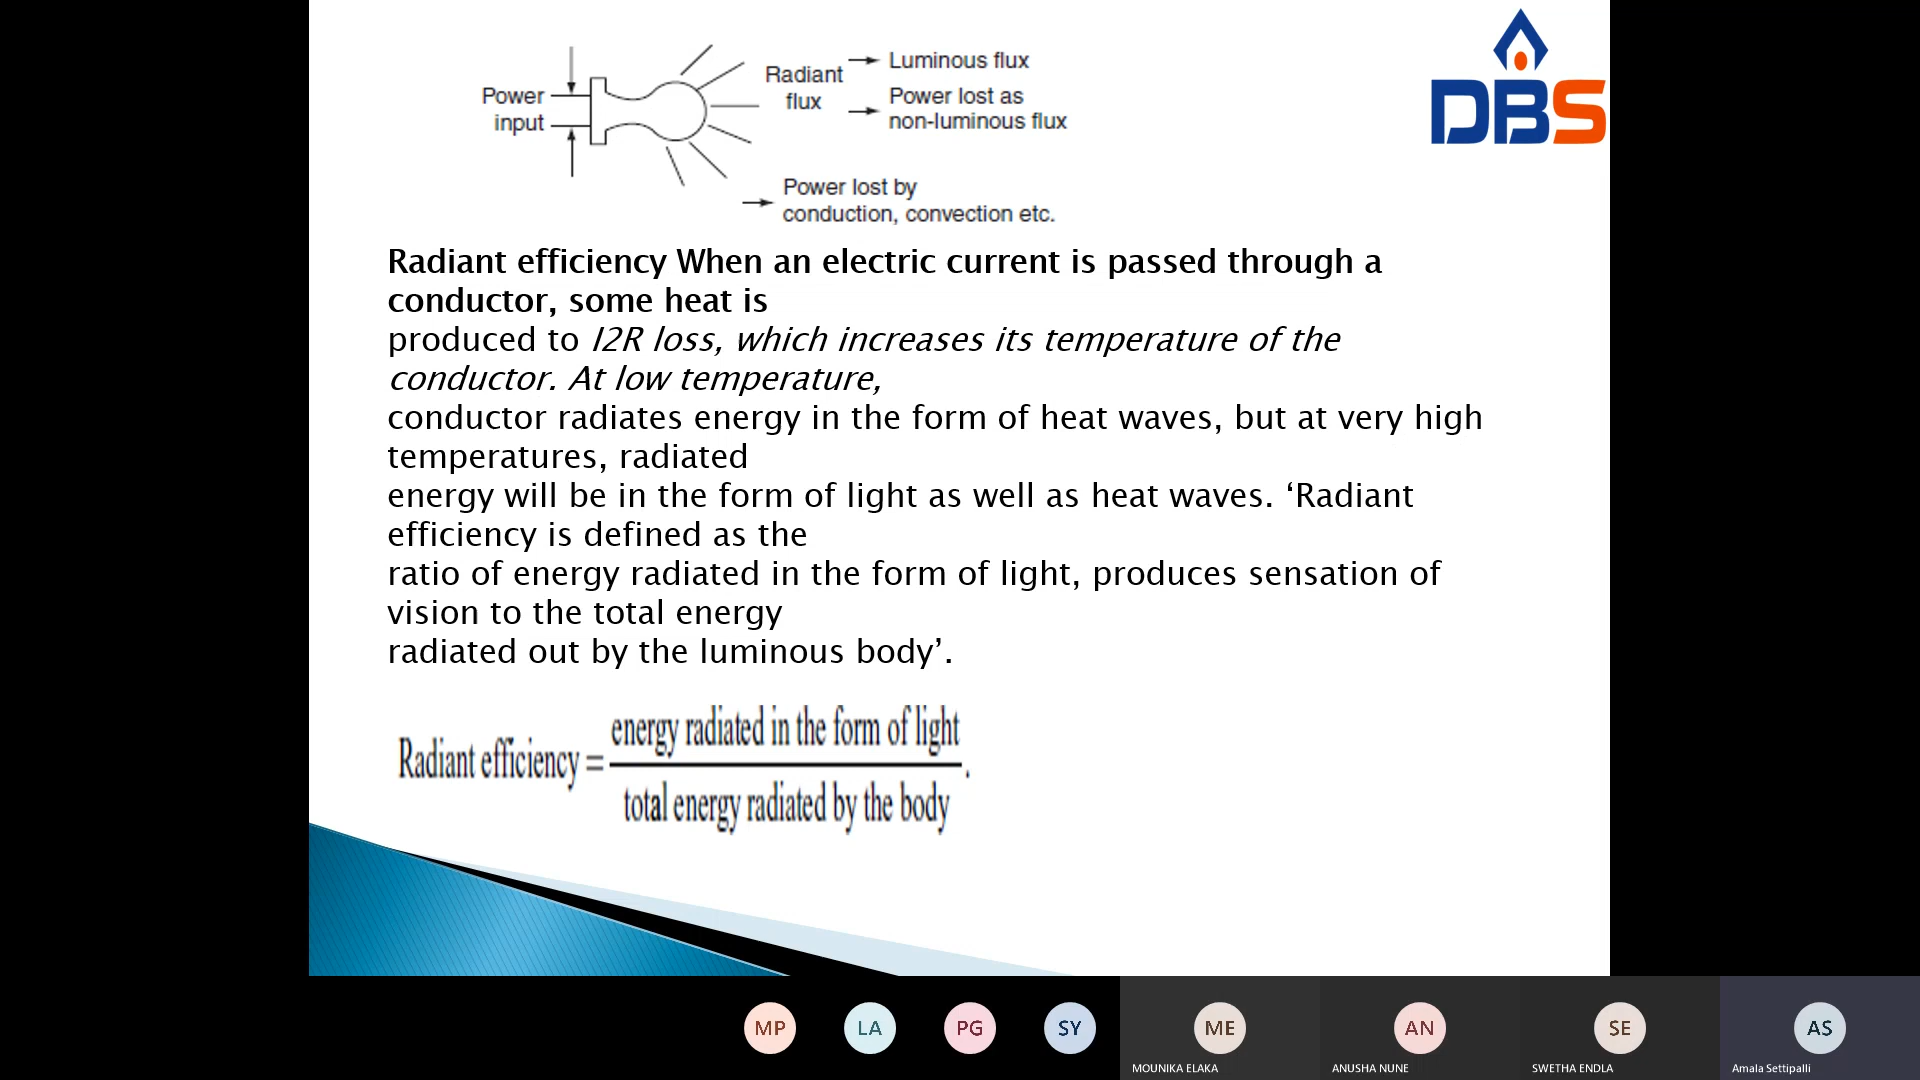 Power
input
Radiant
flux
Luminous flux
Power lost as
non-luminous flux
Power lost by
conduction, convection etc.
DBS
Radiant efficiency When an electric current is passed through a
conductor, some heat is
produced to I2R loss, which increases its temperature of the
conductor. At low temperature,
conductor radiates energy in the form of heat waves, but at very high
temperatures, radiated
energy will be in the form of light as well as heat waves. ‘Radiant
efficiency is defined as the
ratio of energy radiated in the form of light, produces sensation of
vision to the total energy
radiated out by the luminous body’.
energy radiated in the form of light
Radiant efficiency =
total energy radiated by the body.
MP
LA
PG
SY
ME
AN
SE
AS
MOUNIKA ELAKA
ANUSHA NUNE
SWETHA ENDLA
Amala Settipalli